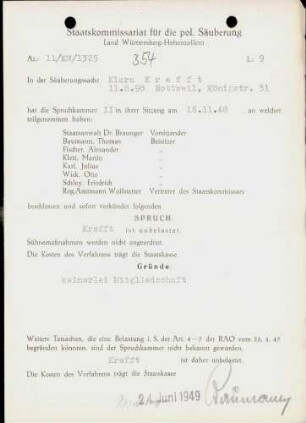 Staatskommissariat für die pol. Säuberung
Land Württemberg-Hohenzollern
Az.: 11/KR/1325
354
L: 9
In der Säuberungssache: Klara Krefft
11.8.98 Rottweil, Königstr. 31
hat die Spruchkammer II in ihrer Sitzung am 16.11.48, an welcher
teilgenommen haben:
Staatsanwalt Dr. Braunger Vorsitzender
Baumann, Thomas Beisitzer
Fischer, Alexander „
Klett, Martin „
Karl, Julius „
Wick, Otto „
Schley, Friedrich „
Reg.Amtmann Wolfsutter Vertreter des Staatskommissars
beschlossen und sofort verkündet folgenden
SPRUCH:
Krefft
ist unbelastet.
Sühnemaßnahmen werden nicht angeordnet.
Die Kosten des Verfahrens trägt die Staatskasse.
Gründe:
keinerlei Mitgliedschaft
Weitere Tatsachen, die eine Belastung i. S. der Art. 4—7 der RAO vom 25. 4. 47
begründen könnten, sind der Spruchkammer nicht bekannt geworden.
Krefft ist daher unbelastet.
Die Kosten des Verfahrens trägt die Staatskasse
24. Juni 1949
Baumann